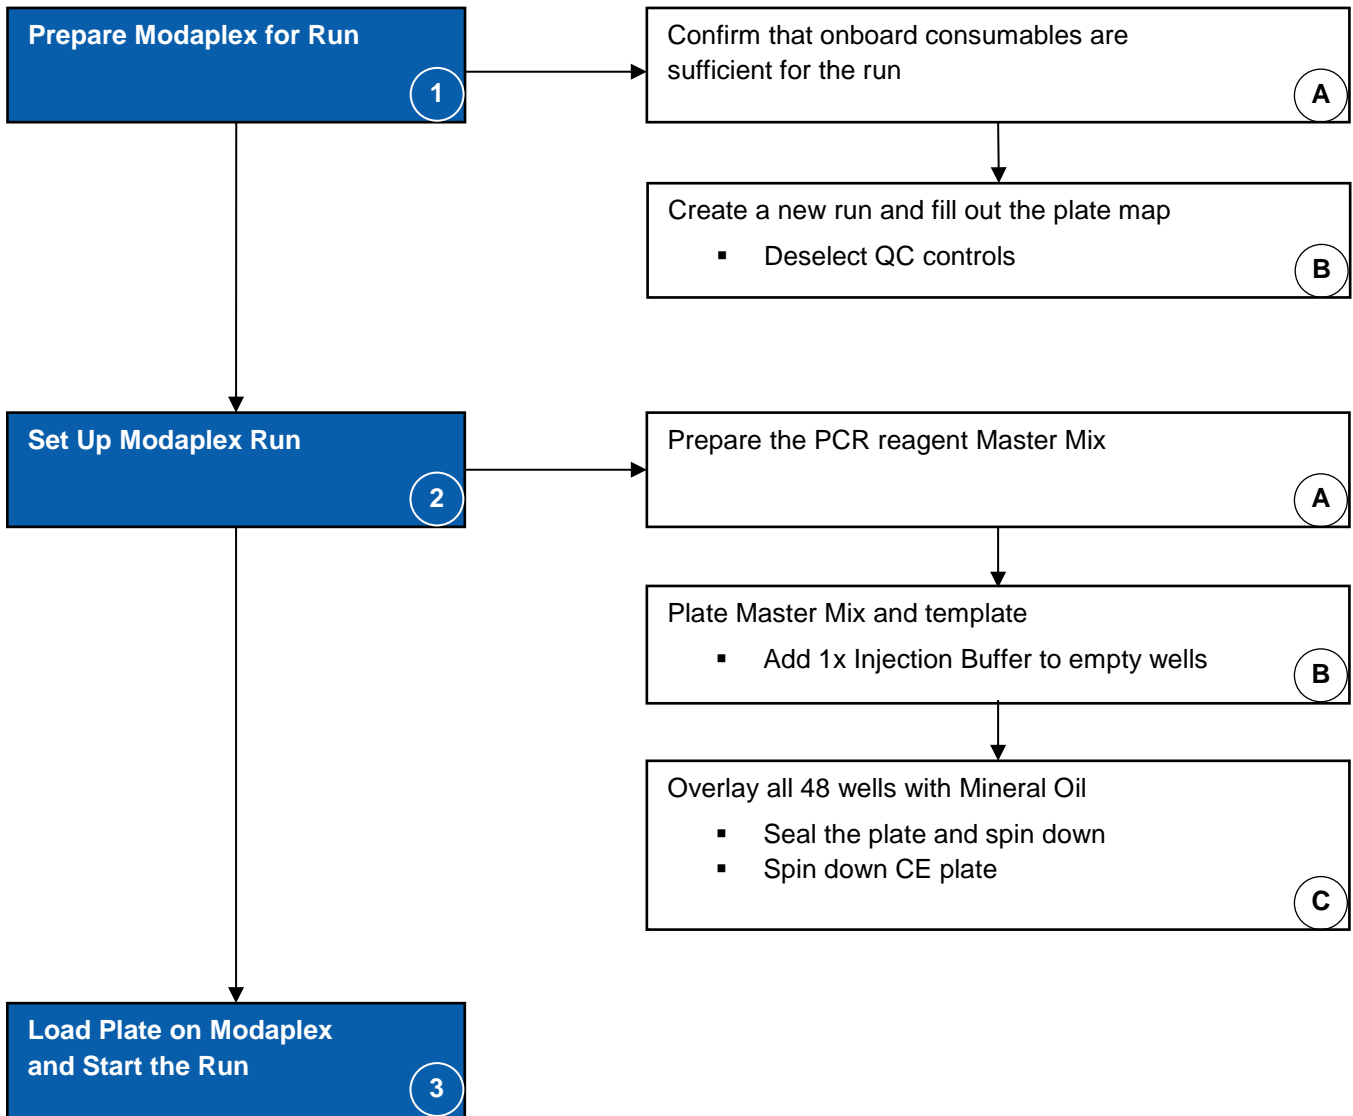 Prepare Modaplex for Run
1
Confirm that onboard consumables are
sufficient for the run
A
Create a new run and fill out the plate map
▪ Deselect QC controls
B
Set Up Modaplex Run
2
Prepare the PCR reagent Master Mix
A
Plate Master Mix and template
▪ Add 1x Injection Buffer to empty wells
B
Overlay all 48 wells with Mineral Oil
▪ Seal the plate and spin down
▪ Spin down CE plate
C
Load Plate on Modaplex
and Start the Run
3